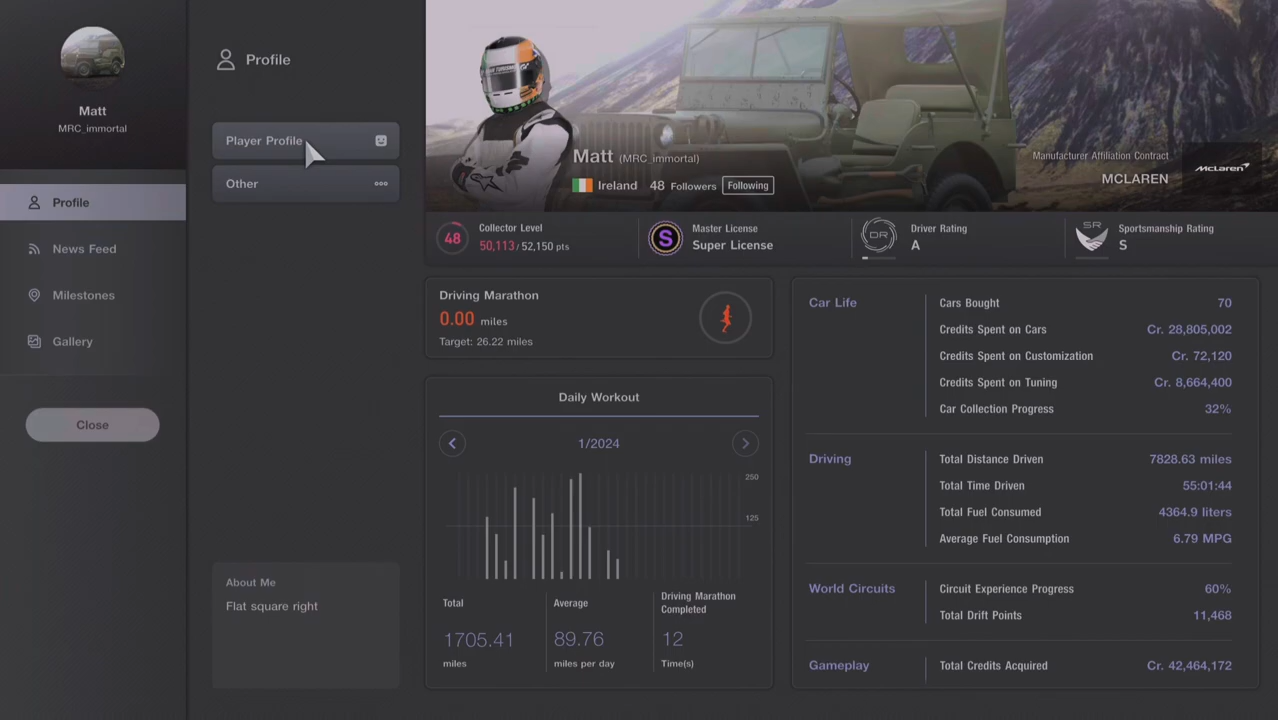 Matt
MRC_immortal
Profile
News Feed
Milestones
Gallery
Close
Profile
Player Profile
Other
About Me
Flat square right
Matt (MRC_immortal)
Ireland 48 Followers Following
Manufacturer Affiliation Contract
MCLAREN
McLaren
48
Collector Level
50,113 / 52,150 pts
S
Master License
Super License
DR
Driver Rating
A
SR
Sportsmanship Rating
S
Driving Marathon
0.00 miles
Target: 26.22 miles
Daily Workout
1/2024
250
125
Total
1705.41
miles
Average
89.76
miles per day
Driving Marathon
Completed
12
Time(s)
Car Life
Cars Bought 70
Credits Spent on Cars Cr. 28,805,002
Credits Spent on Customization Cr. 72,120
Credits Spent on Tuning Cr. 8,664,400
Car Collection Progress 32%
Driving
Total Distance Driven 7828.63 miles
Total Time Driven 55:01:44
Total Fuel Consumed 4364.9 liters
Average Fuel Consumption 6.79 MPG
World Circuits
Circuit Experience Progress 60%
Total Drift Points 11,468
Gameplay
Total Credits Acquired Cr. 42,464,172